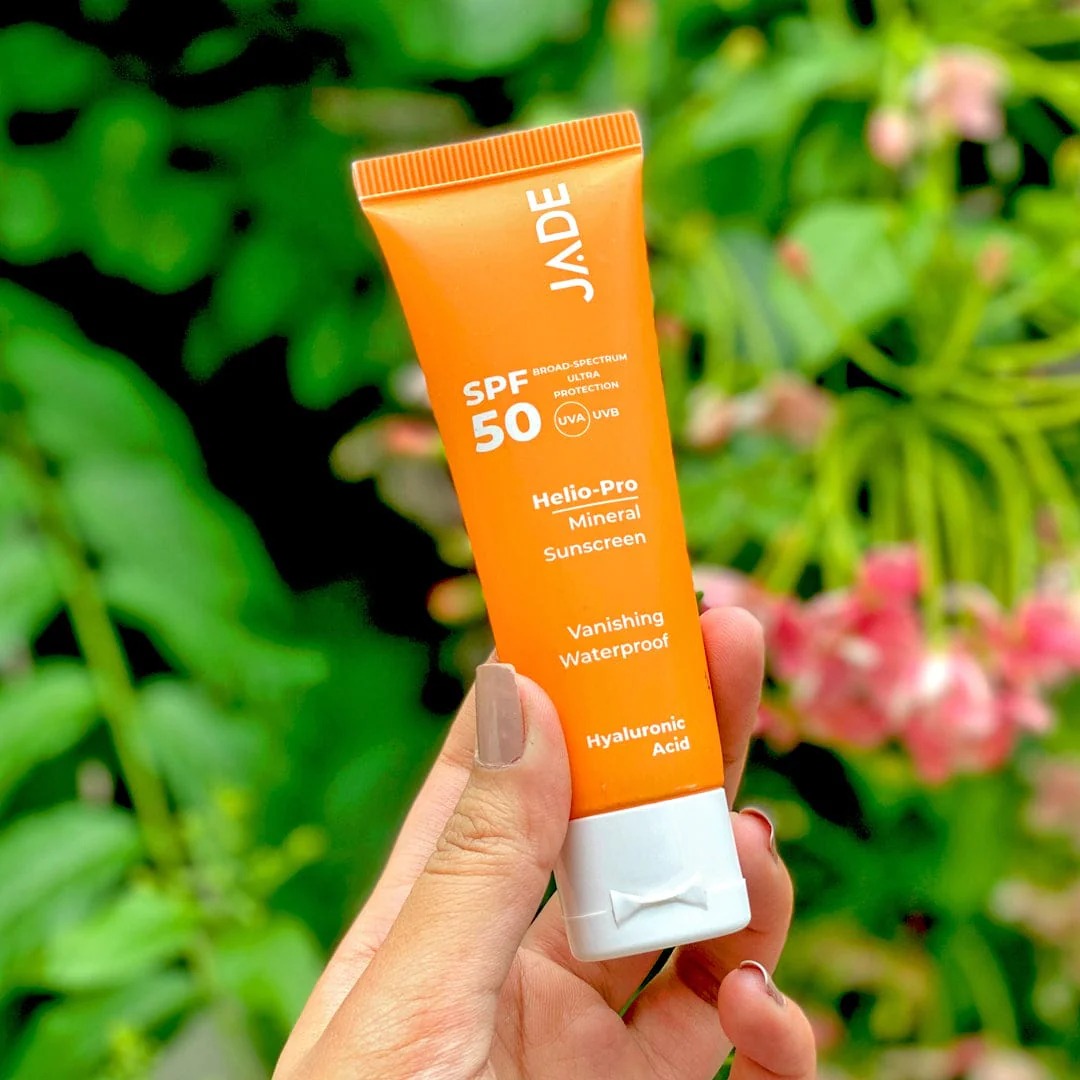 JADE
SPF
50
BROAD-SPECTRUM
ULTRA
PROTECTION
UVA UVB
Helio-Pro
Mineral
Sunscreen
Vanishing
Waterproof
Hyaluronic
Acid